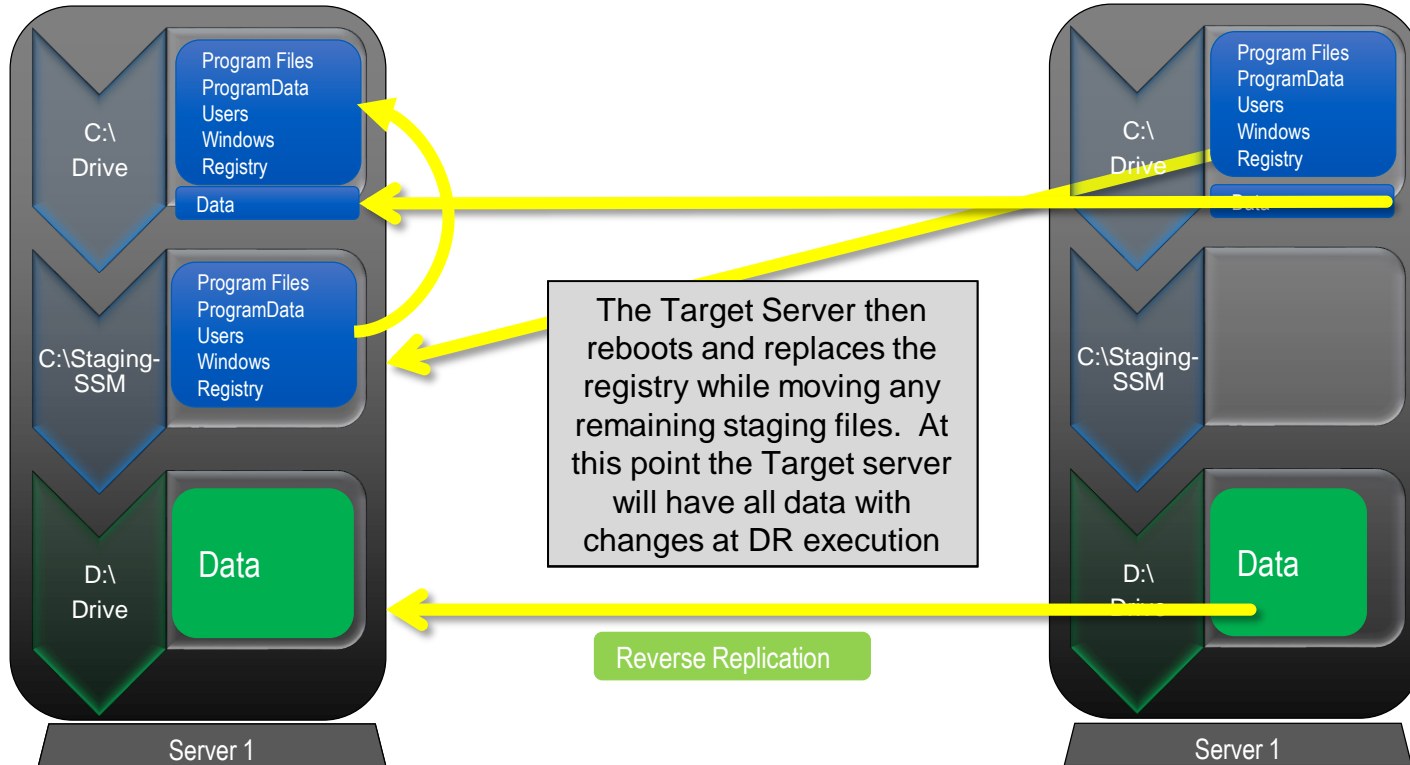 C:\
Drive
Program Files
ProgramData
Users
Windows
Registry
Data
C:\Staging-
SSM
Program Files
ProgramData
Users
Windows
Registry
D:\
Drive
Data
Server 1
The Target Server then
reboots and replaces the
registry while moving any
remaining staging files. At
this point the Target server
will have all data with
changes at DR execution
Reverse Replication
C:\
Drive
Program Files
ProgramData
Users
Windows
Registry
Data
C:\Staging-
SSM
D:\
Drive
Data
Server 1